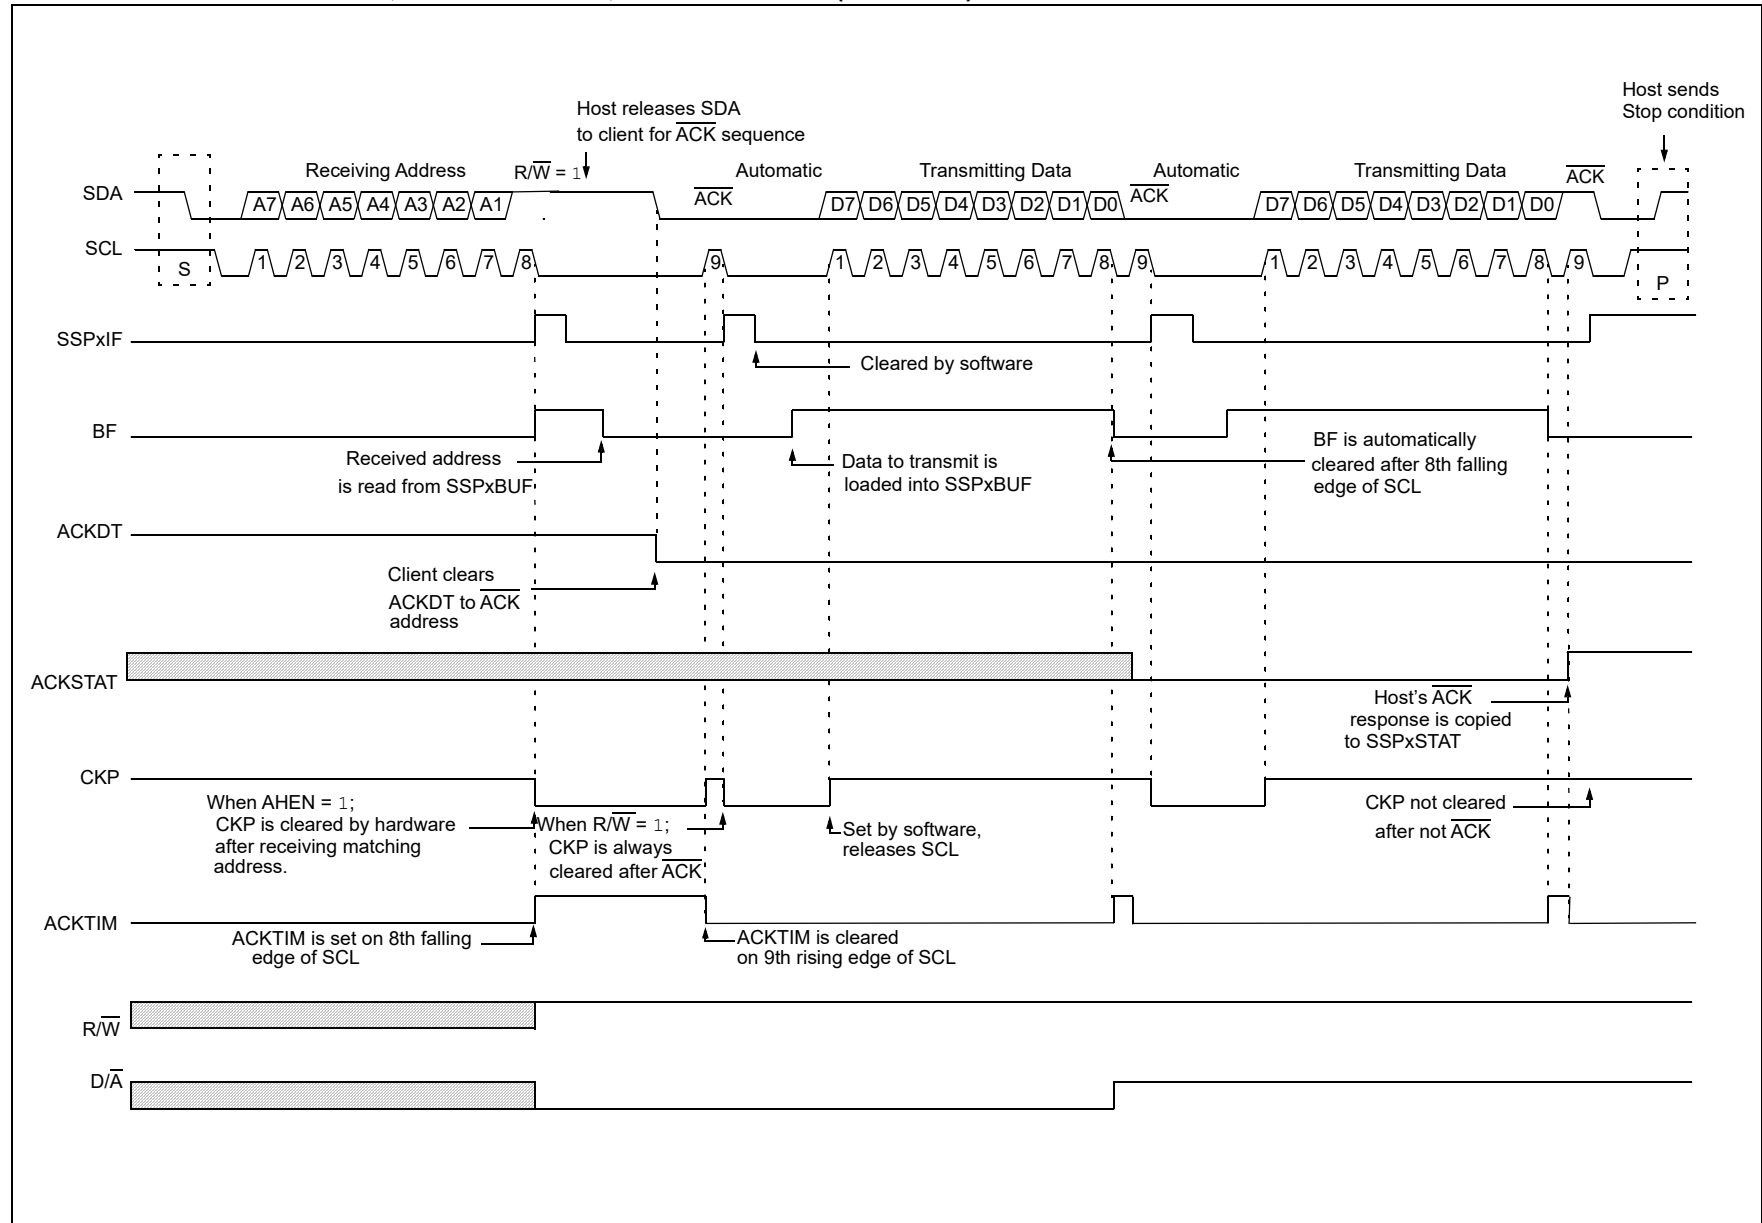 Host sends
Stop condition
Host releases SDA
to client for ACK sequence
Receiving Address
R/W = 1
Automatic
Transmitting Data
Automatic
Transmitting Data
ACK
SDA
A7 A6 A5 A4 A3 A2 A1
ACK
D7 D6 D5 D4 D3 D2 D1 D0
ACK
D7 D6 D5 D4 D3 D2 D1 D0
SCL
S
1 2 3 4 5 6 7 8 9
1 2 3 4 5 6 7 8 9
1 2 3 4 5 6 7 8 9
P
SSPxIF
Cleared by software
BF
Received address
is read from SSPxBUF
Data to transmit is
loaded into SSPxBUF
BF is automatically
cleared after 8th falling
edge of SCL
ACKDT
Client clears
ACKDT to ACK
address
ACKSTAT
Host's ACK
response is copied
to SSPxSTAT
CKP
When AHEN = 1;
CKP is cleared by hardware
after receiving matching
address.
When R/W = 1;
CKP is always
cleared after ACK
Set by software,
releases SCL
CKP not cleared
after not ACK
ACKTIM
ACKTIM is set on 8th falling
edge of SCL
ACKTIM is cleared
on 9th rising edge of SCL
R/W
D/A